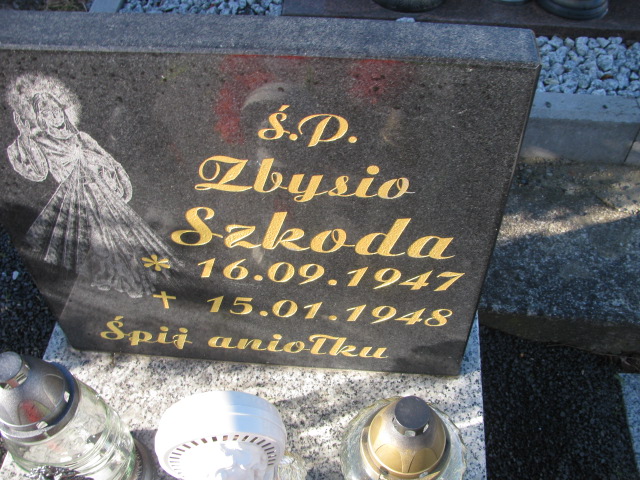 Ś.P.
Zbysio
Szkoda
* 16.09.1947
+ 15.01.1948
Śpij aniołku